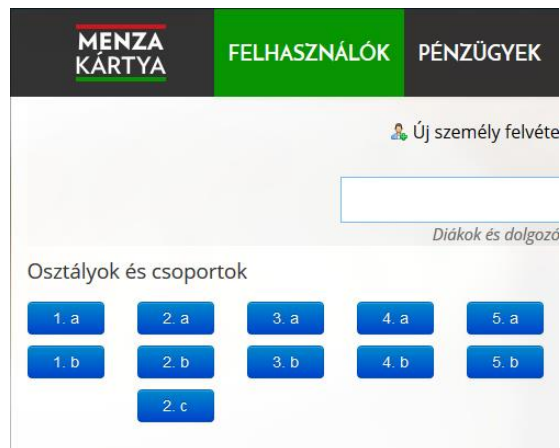 MENZA
KÁRTYA
FELHASZNÁLÓK PÉNZÜGYEK
Új személy felvéte
Diákok és dolgozó
Osztályok és csoportok
1. a 2. a 3. a 4. a 5. a
1. b 2. b 3. b 4. b 5. b
2. c